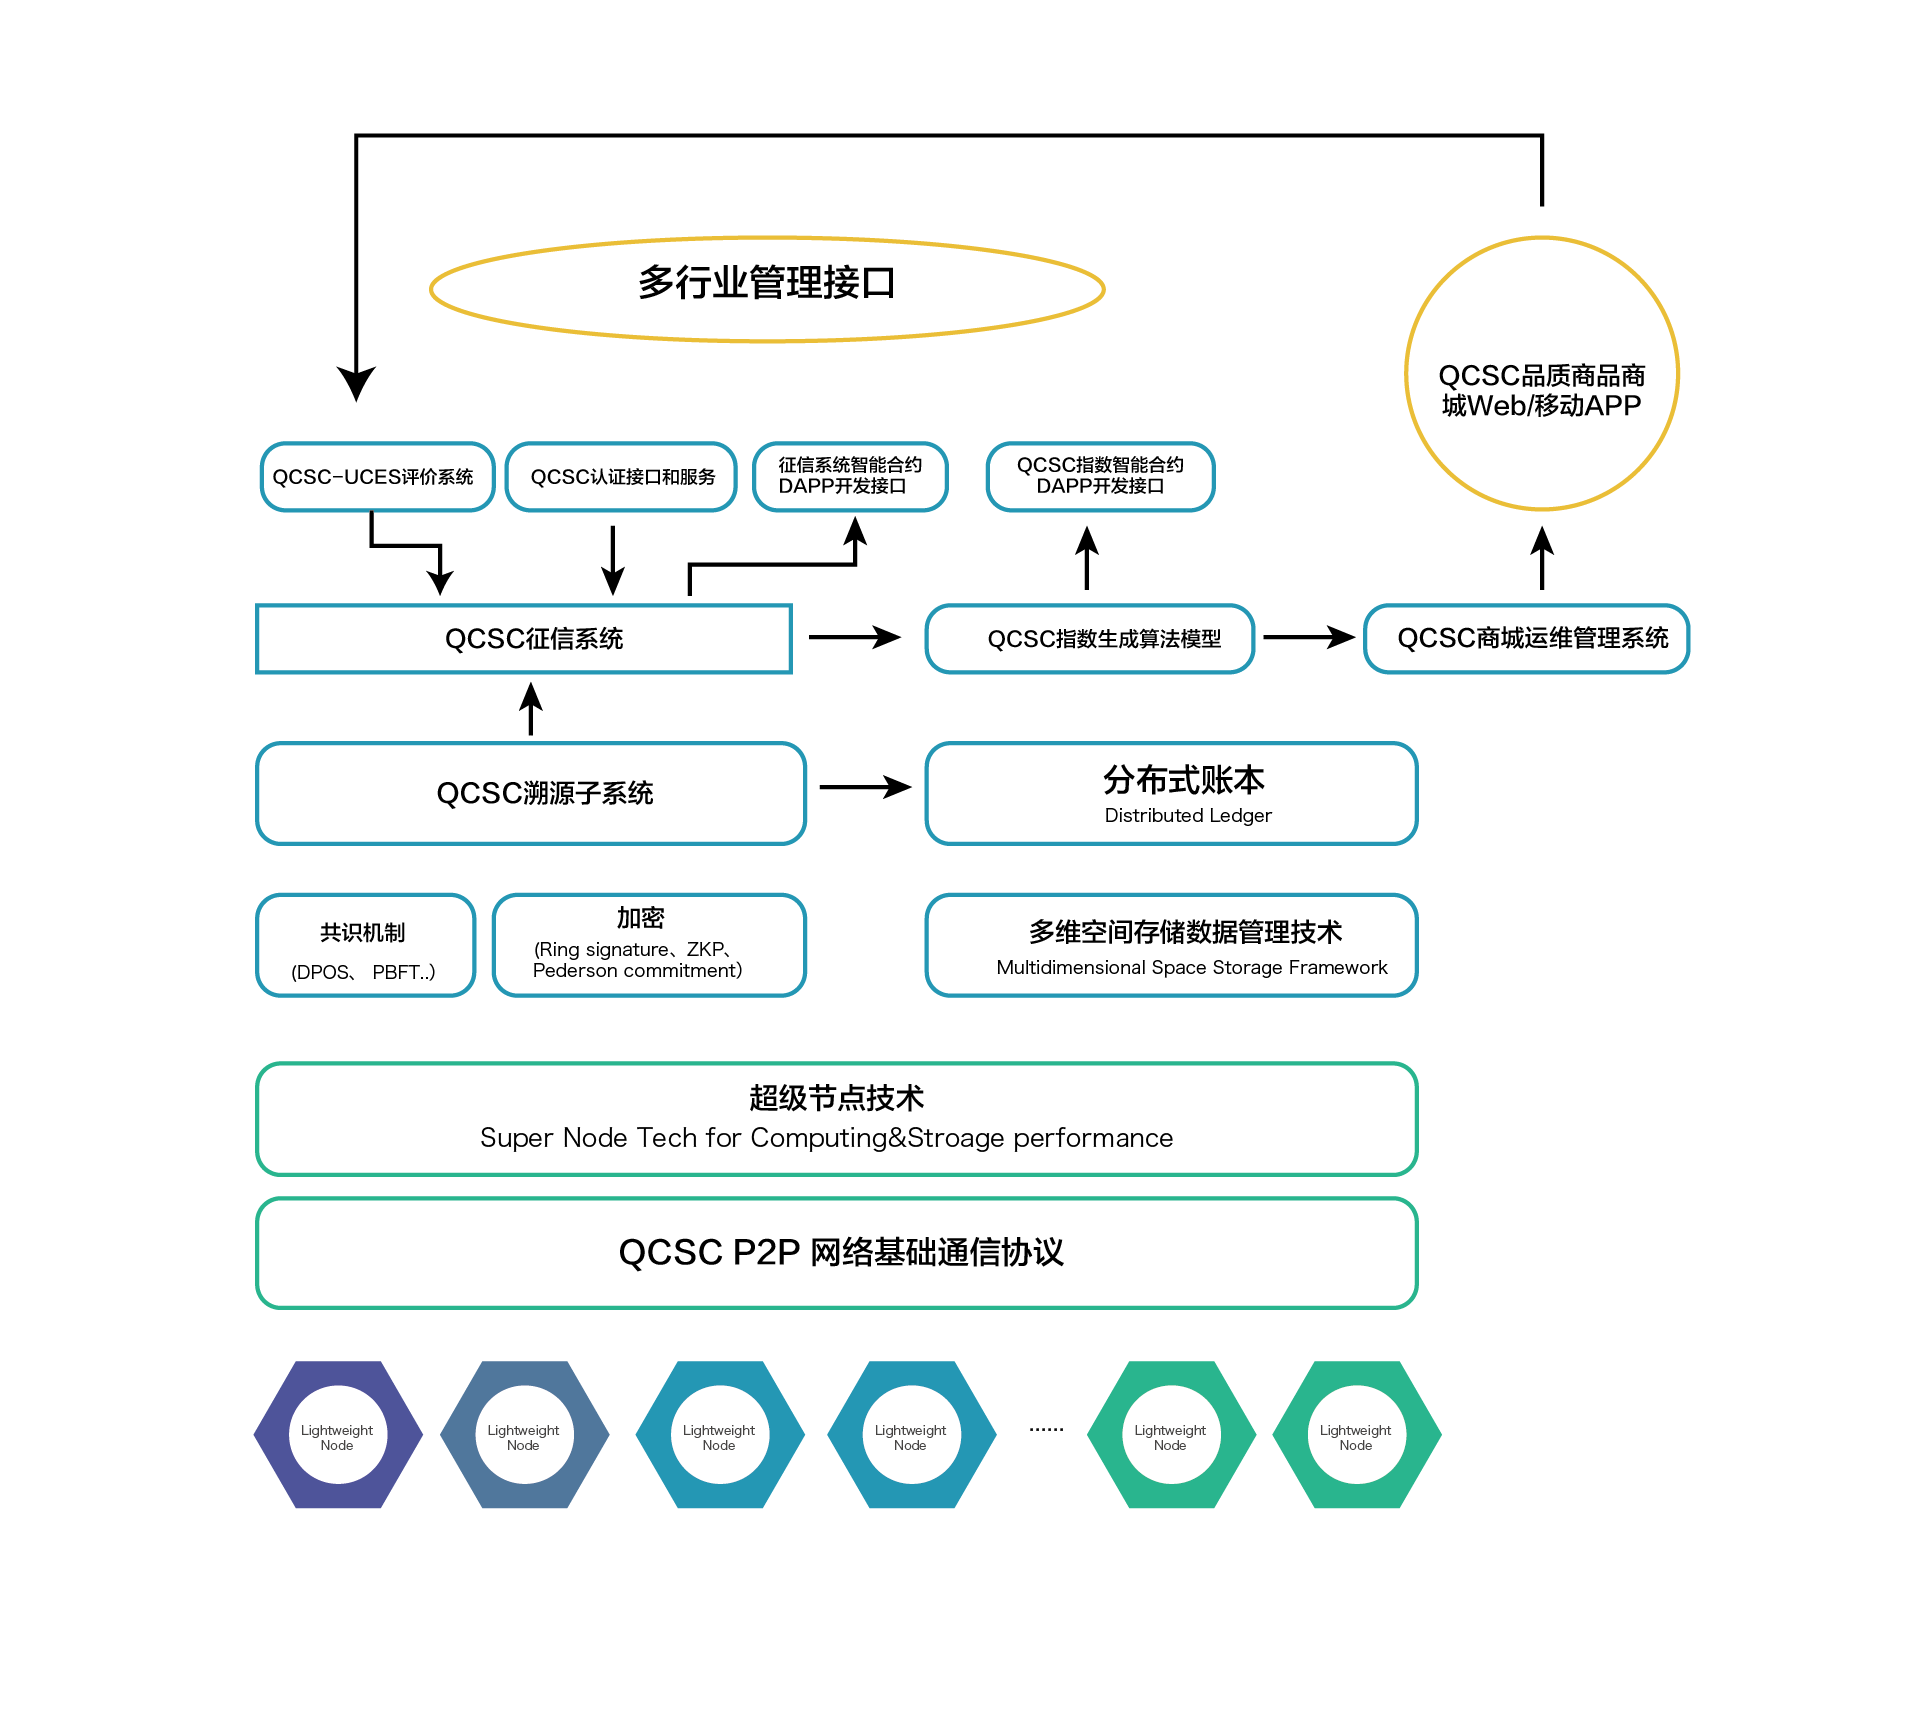 多行业管理接口
QCSC品质商品商
城Web/移动APP
QCSC-UCES评价系统
QCSC认证接口和服务
征信系统智能合约
DAPP开发接口
QCSC指数智能合约
DAPP开发接口
QCSC征信系统
QCSC指数生成算法模型
QCSC商城运维管理系统
QCSC溯源子系统
分布式账本
Distributed Ledger
共识机制
(DPOS、 PBFT..)
加密
(Ring signature、ZKP、
Pederson commitment)
多维空间存储数据管理技术
Multidimensional Space Storage Framework
超级节点技术
Super Node Tech for Computing&Stroage performance
QCSC P2P 网络基础通信协议
Lightweight
Node
Lightweight
Node
Lightweight
Node
Lightweight
Node
······
Lightweight
Node
Lightweight
Node